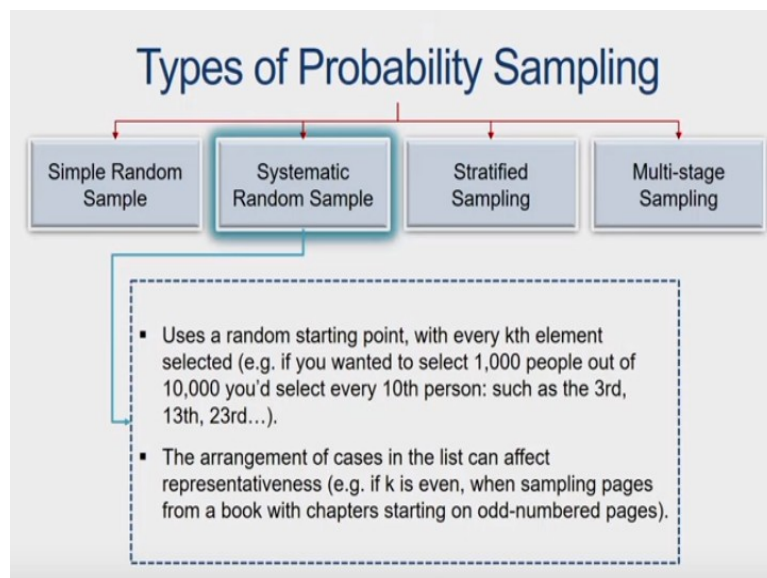 Types of Probability Sampling
Simple Random
Sample
Systematic
Random Sample
Stratified
Sampling
Multi-stage
Sampling
▪ Uses a random starting point, with every kth element
selected (e.g. if you wanted to select 1,000 people out of
10,000 you’d select every 10th person: such as the 3rd,
13th, 23rd…).
▪ The arrangement of cases in the list can affect
representativeness (e.g. if k is even, when sampling pages
from a book with chapters starting on odd-numbered pages).